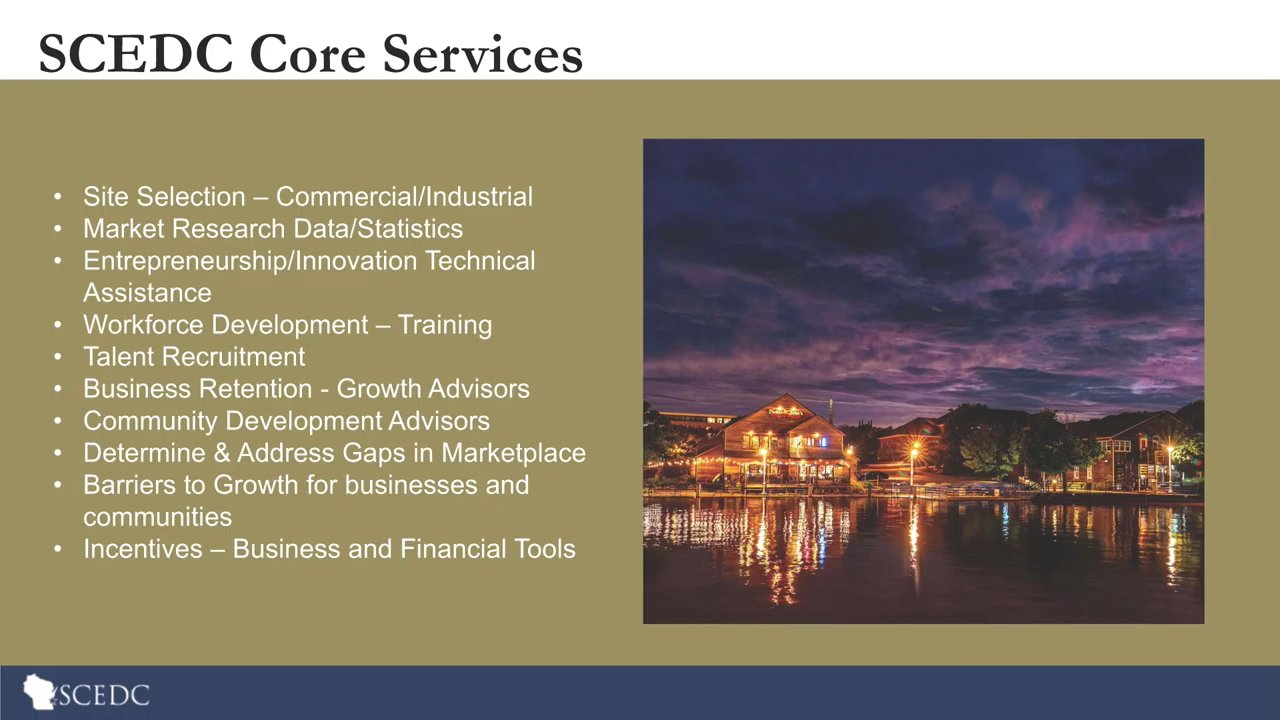 SCEDC Core Services
• Site Selection – Commercial/Industrial
• Market Research Data/Statistics
• Entrepreneurship/Innovation Technical
Assistance
• Workforce Development – Training
• Talent Recruitment
• Business Retention - Growth Advisors
• Community Development Advisors
• Determine & Address Gaps in Marketplace
• Barriers to Growth for businesses and
communities
• Incentives – Business and Financial Tools
SCEDC